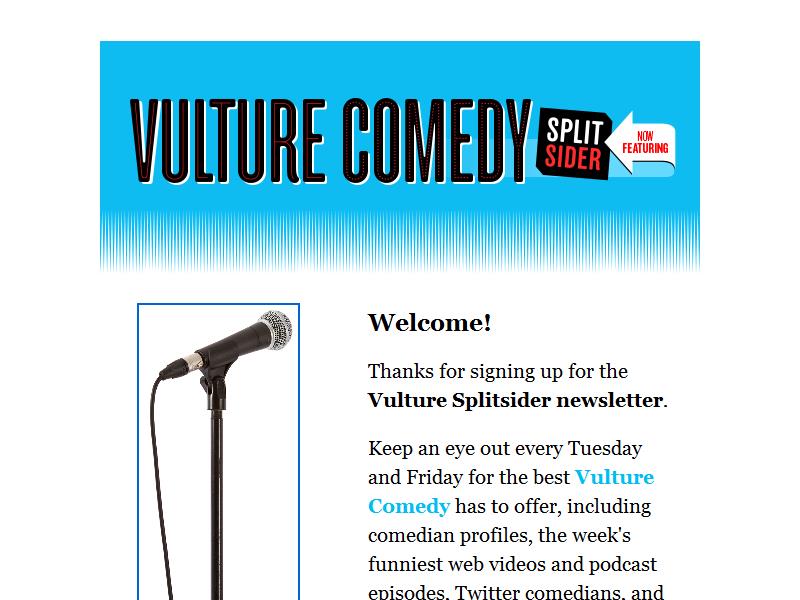 VULTURE COMEDY
SPLIT
SIDER
NOW
FEATURING
Welcome!
Thanks for signing up for the
Vulture Splitsider newsletter.
Keep an eye out every Tuesday
and Friday for the best Vulture
Comedy has to offer, including
comedian profiles, the week's
funniest web videos and podcast
episodes, Twitter comedians, and